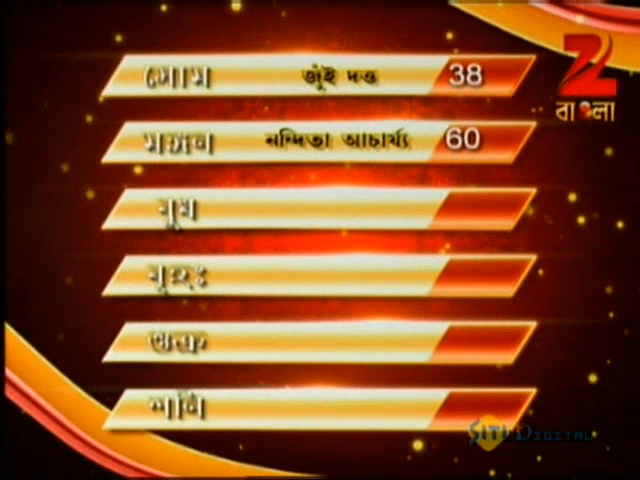 সোম জুঁই দত্ত 38
মঙ্গল নন্দিতা আচার্য্য 60
বুধ
বৃহঃ
শুক্র
শনি
Z
বাংলা
SITI DIGITAL